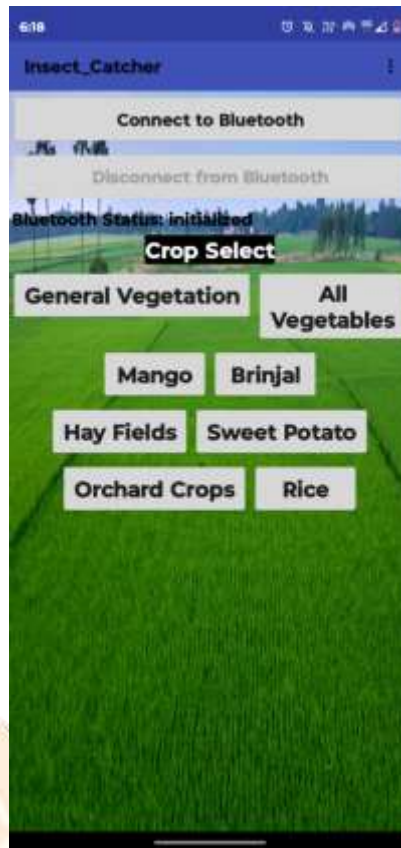 6:18
Insect_Catcher
Connect to Bluetooth
Disconnect from Bluetooth
Bluetooth Status: initialized
Crop Select
General Vegetation
All
Vegetables
Mango Brinjal
Hay Fields Sweet Potato
Orchard Crops Rice